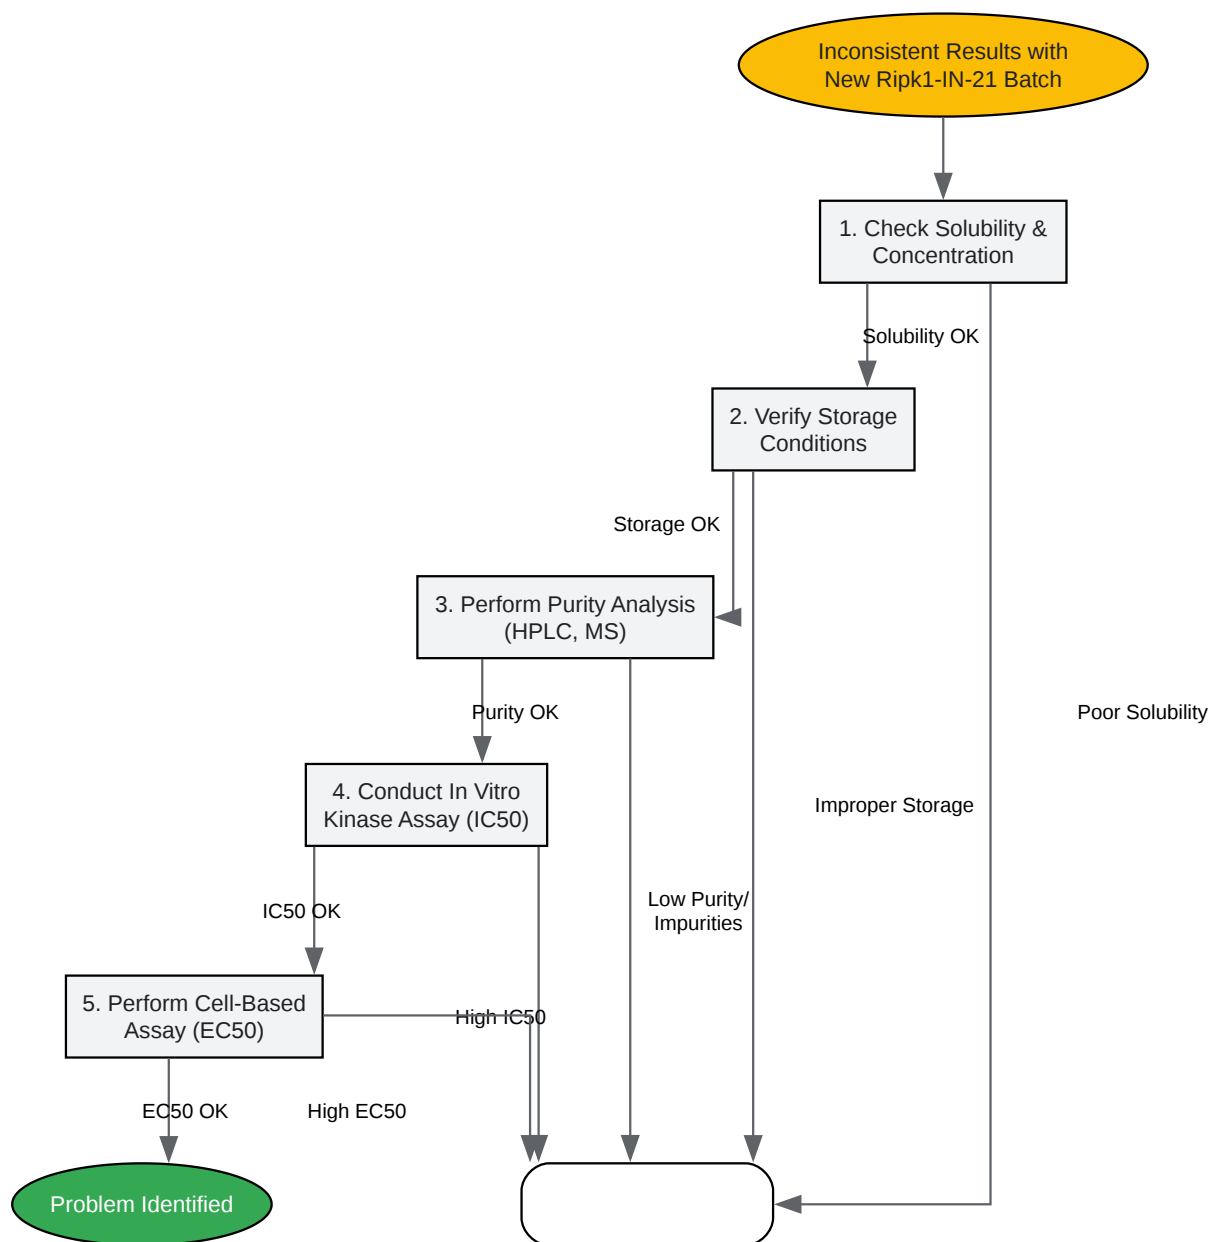 Inconsistent Results with
New Ripk1-IN-21 Batch
1. Check Solubility &
Concentration
Solubility OK
2. Verify Storage
Conditions
Storage OK
3. Perform Purity Analysis
(HPLC, MS)
Purity OK
Poor Solubility
4. Conduct In Vitro
Kinase Assay (IC50)
Improper Storage
Low Purity/
Impurities
IC50 OK
5. Perform Cell-Based
Assay (EC50)
High IC50
EC50 OK
High EC50
Problem Identified